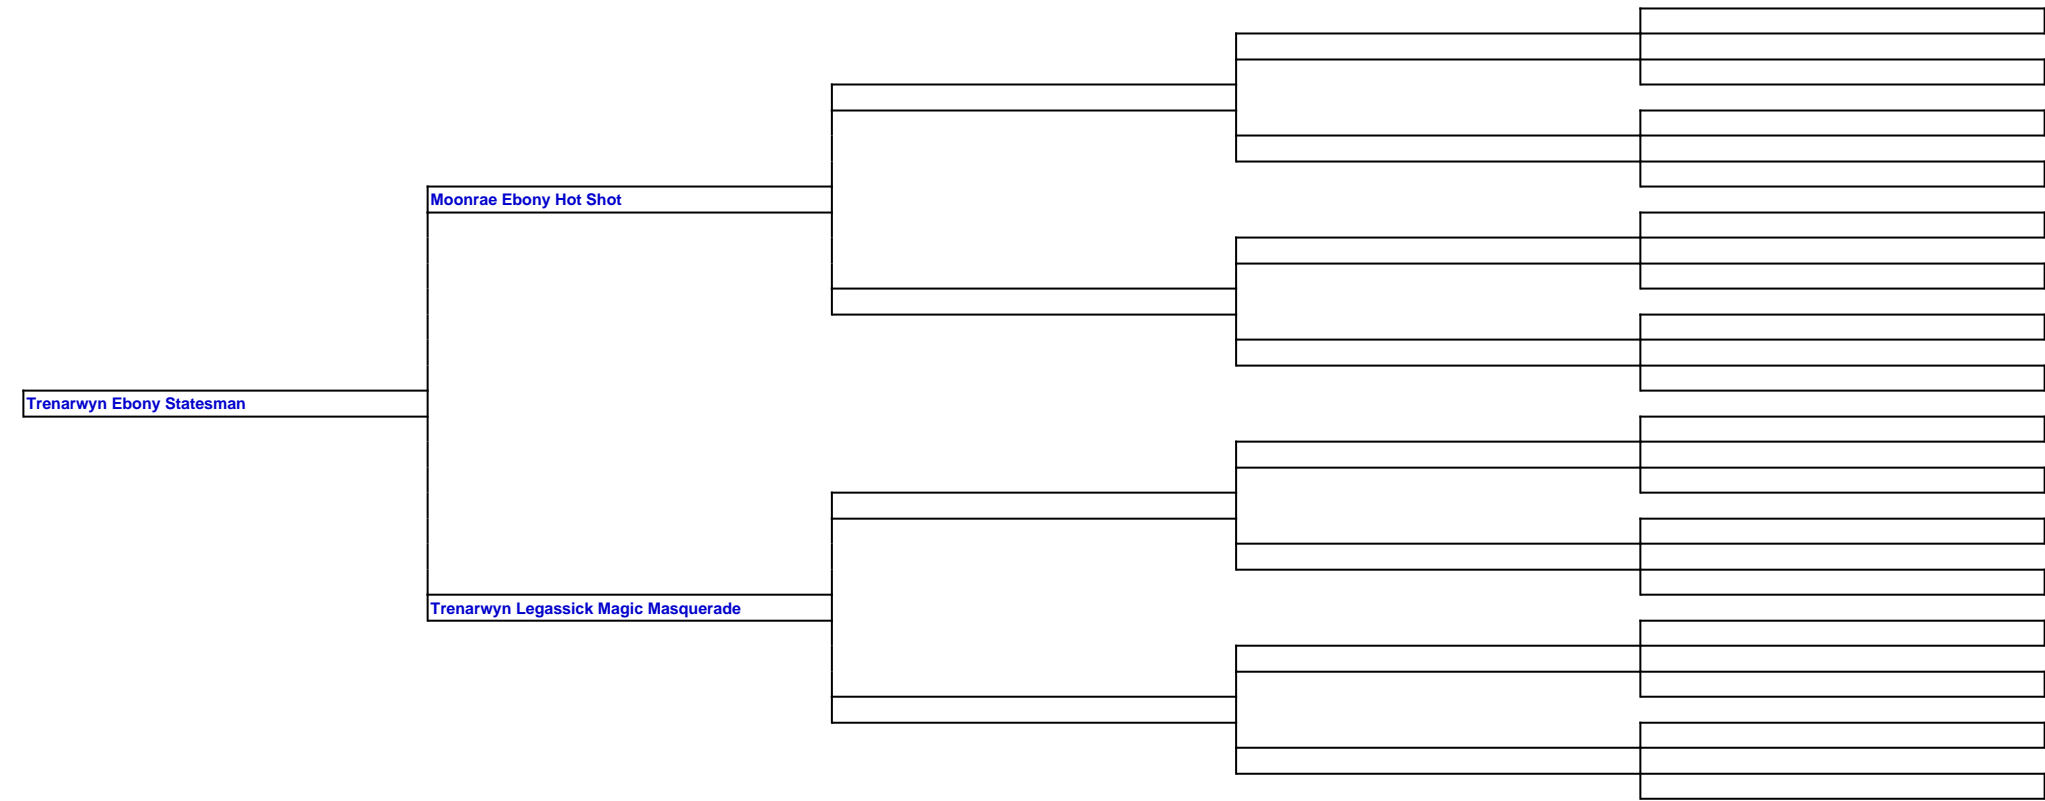 Moonrae Ebony Hot Shot
Trenarwyn Ebony Statesman
Trenarwyn Legassick Magic Masquerade